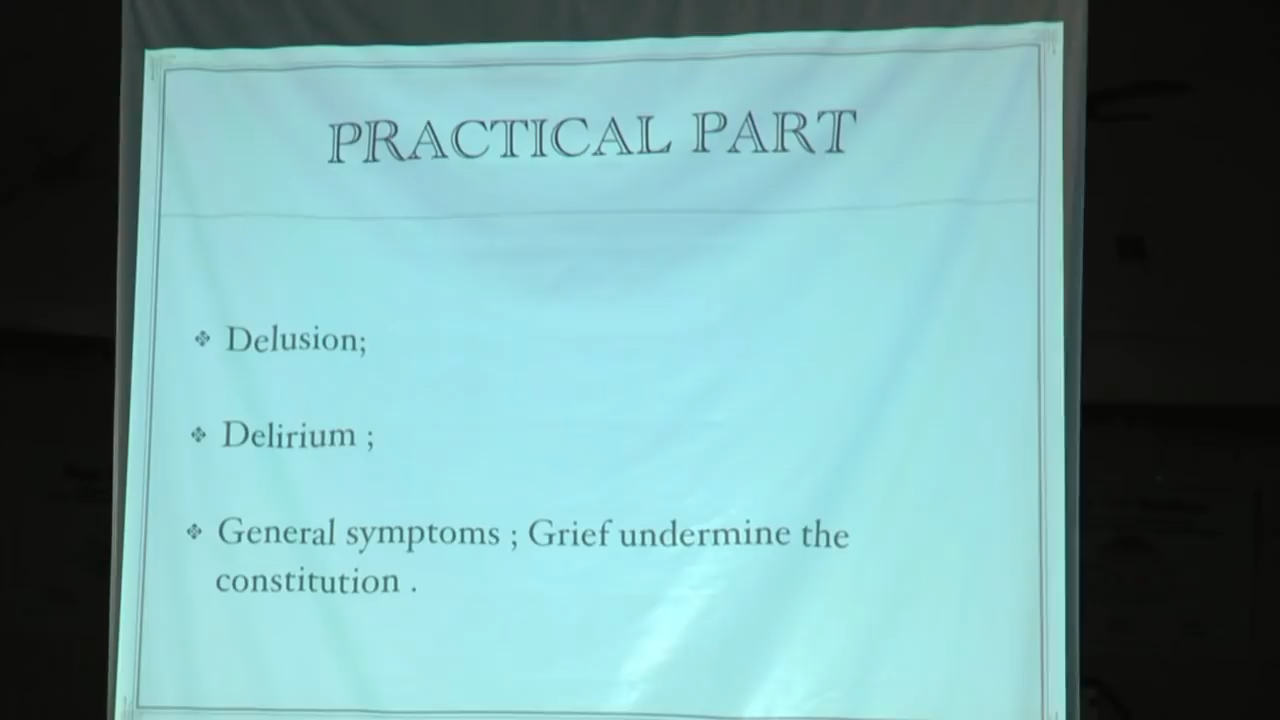 PRACTICAL PART
❖ Delusion;
❖ Delirium ;
❖ General symptoms ; Grief undermine the
constitution .